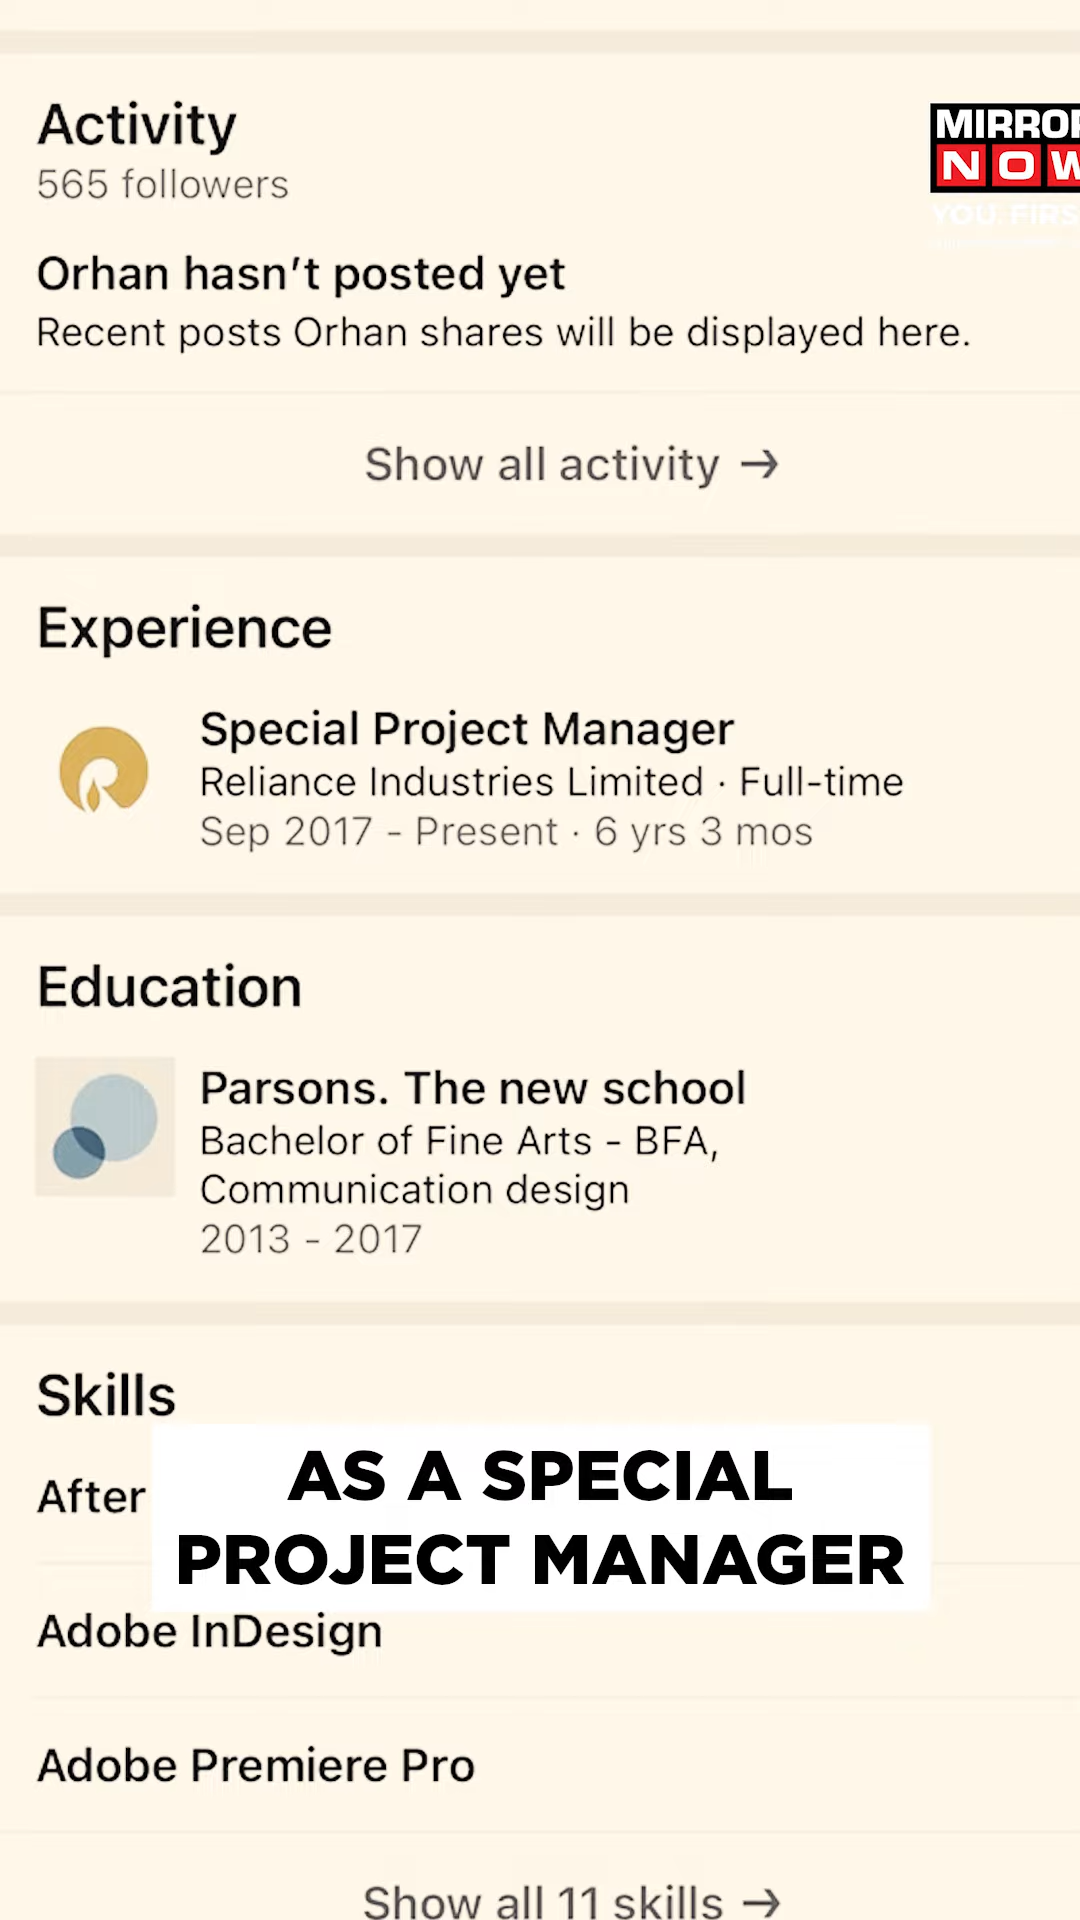 Activity
565 followers
MIRROR
NOW
YOU. FIRST
Orhan hasn’t posted yet
Recent posts Orhan shares will be displayed here.
Show all activity →
Experience
Special Project Manager
Reliance Industries Limited · Full-time
Sep 2017 - Present · 6 yrs 3 mos
Education
Parsons. The new school
Bachelor of Fine Arts - BFA,
Communication design
2013 - 2017
Skills
After
AS A SPECIAL
PROJECT MANAGER
Adobe InDesign
Adobe Premiere Pro
Show all 11 skills →